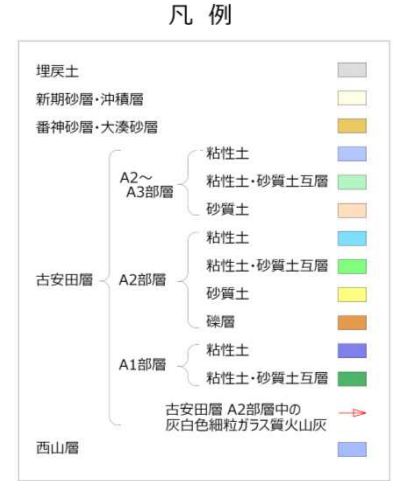 凡 例
埋戻土
新期砂層・沖積層
番神砂層・大湊砂層
古安田層
A2～
A3部層
粘性土
粘性土・砂質土互層
砂質土
A2部層
粘性土
粘性土・砂質土互層
砂質土
礫層
A1部層
粘性土
粘性土・砂質土互層
古安田層 A2部層中の
灰白色細粒ガラス質火山灰
西山層